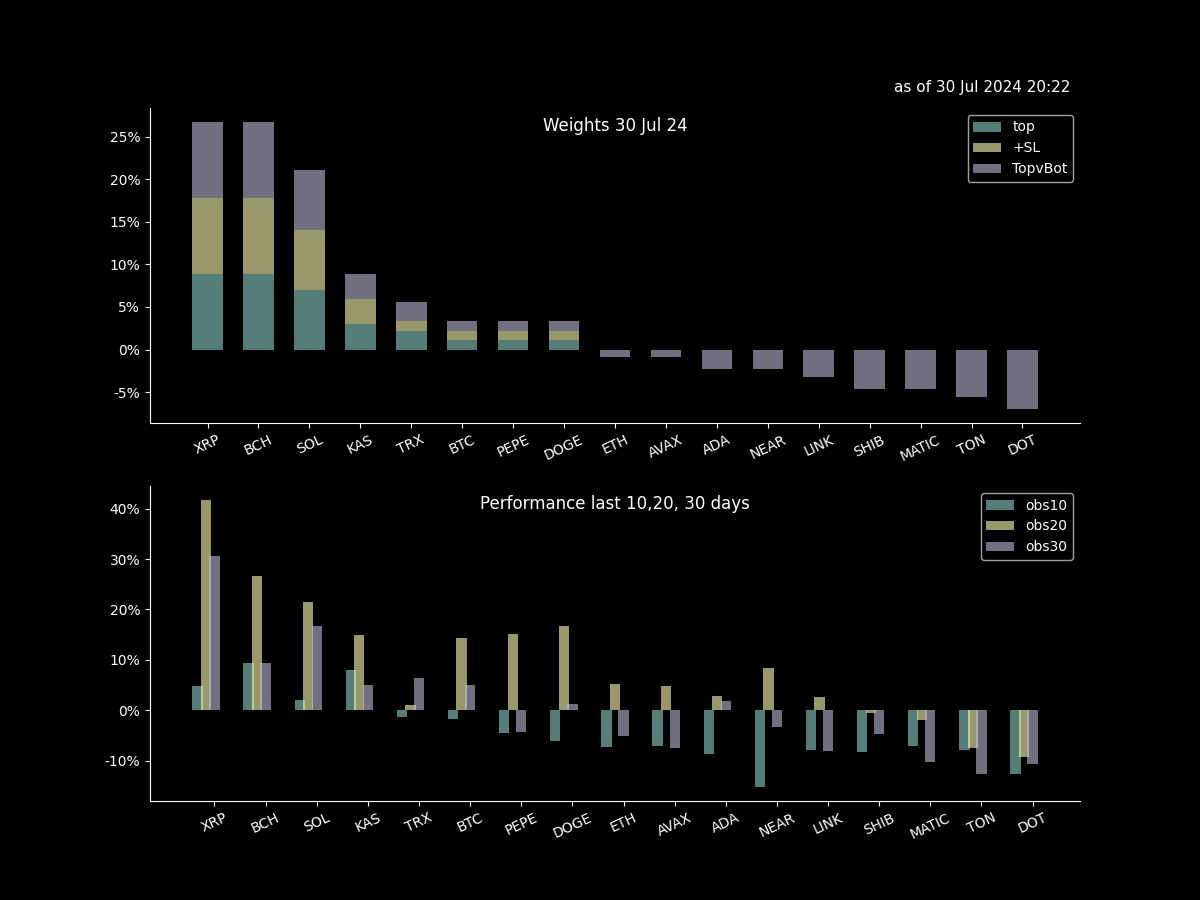 as of 30 Jul 2024 20:22
Weights 30 Jul 24
top
+SL
TopvBot
25%
20%
15%
10%
5%
0%
-5%
XRP BCH SOL KAS TRX BTC PEPE DOGE ETH AVAX ADA NEAR LINK SHIB MATIC TON DOT
Performance last 10,20, 30 days
obs10
obs20
obs30
40%
30%
20%
10%
0%
-10%
XRP BCH SOL KAS TRX BTC PEPE DOGE ETH AVAX ADA NEAR LINK SHIB MATIC TON DOT